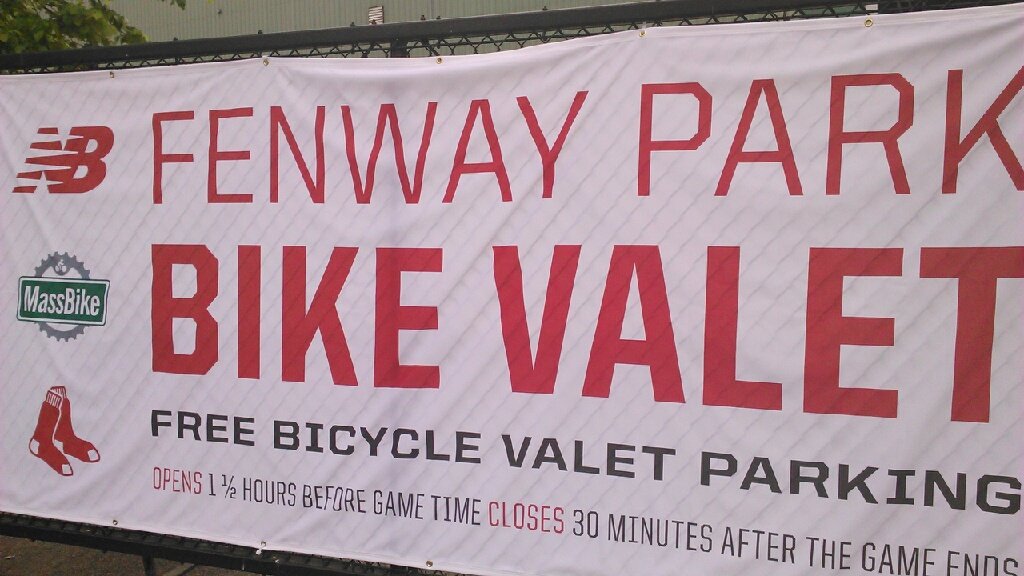 NB
FENWAY PARK
BIKE VALET
MassBike
FREE BICYCLE VALET PARKING
OPENS 1 ½ HOURS BEFORE GAME TIME CLOSES 30 MINUTES AFTER THE GAME ENDS